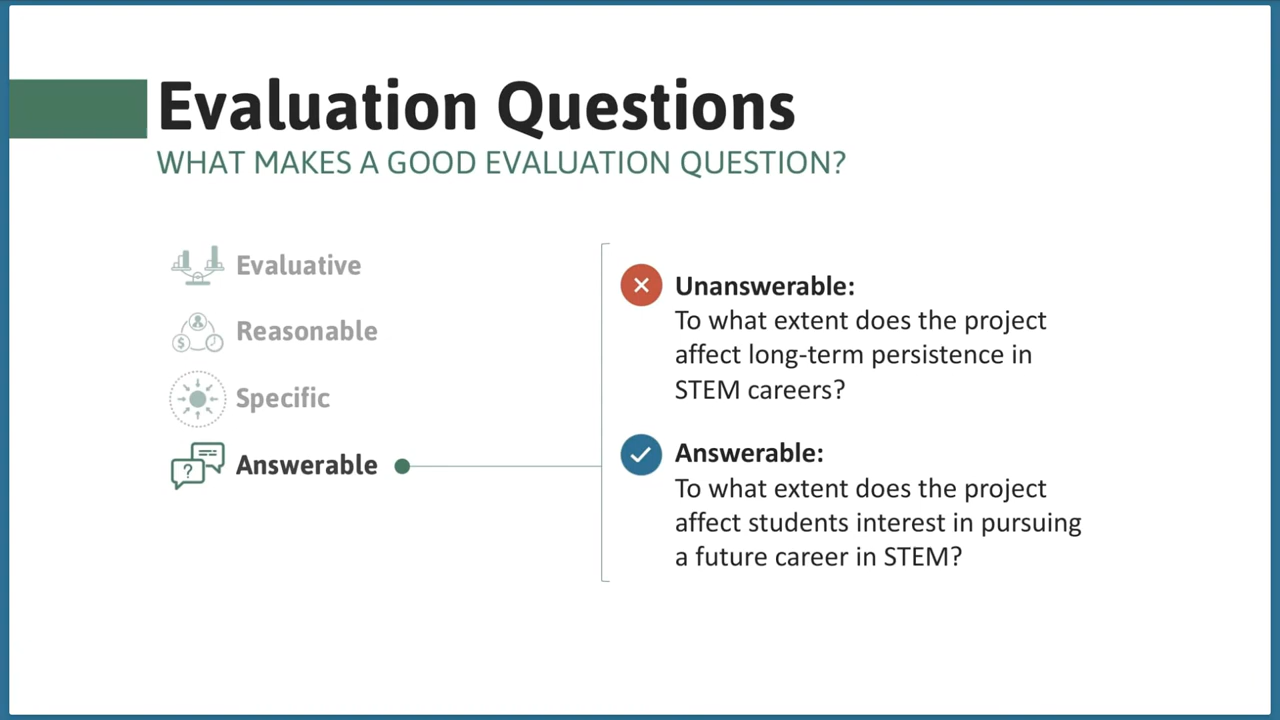 Evaluation Questions
WHAT MAKES A GOOD EVALUATION QUESTION?
Evaluative
Reasonable
$
Specific
?
Answerable
Unanswerable:
To what extent does the project
affect long-term persistence in
STEM careers?
Answerable:
To what extent does the project
affect students interest in pursuing
a future career in STEM?